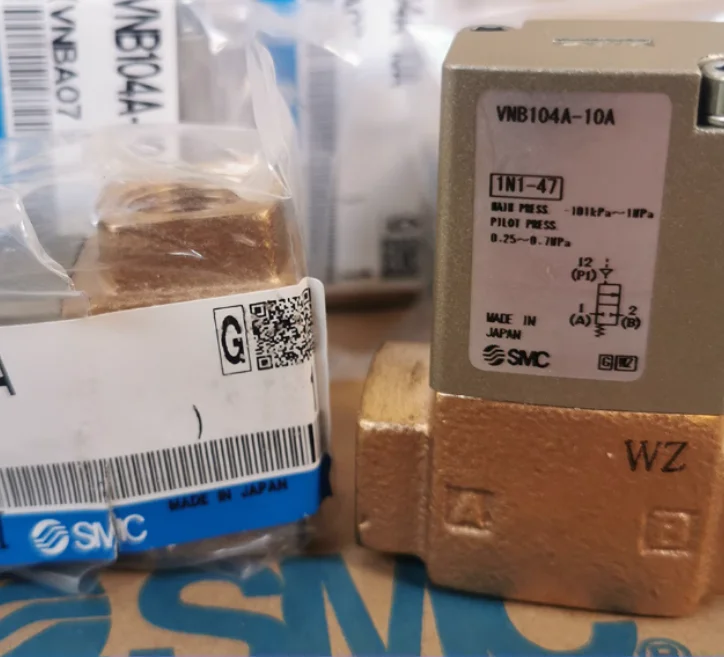 VNBA07
VNB104A-
G
A
MADE IN JAPAN
SMC
VNB104A-10A
1N1-47
MAIN PRESS. -101kPa~1MPa
PILOT PRESS.
0.25~0.7MPa
12
(P1)
1
(A)
2
(B)
MADE IN
JAPAN
SMC
G WZ
WZ
A
B
SMC®